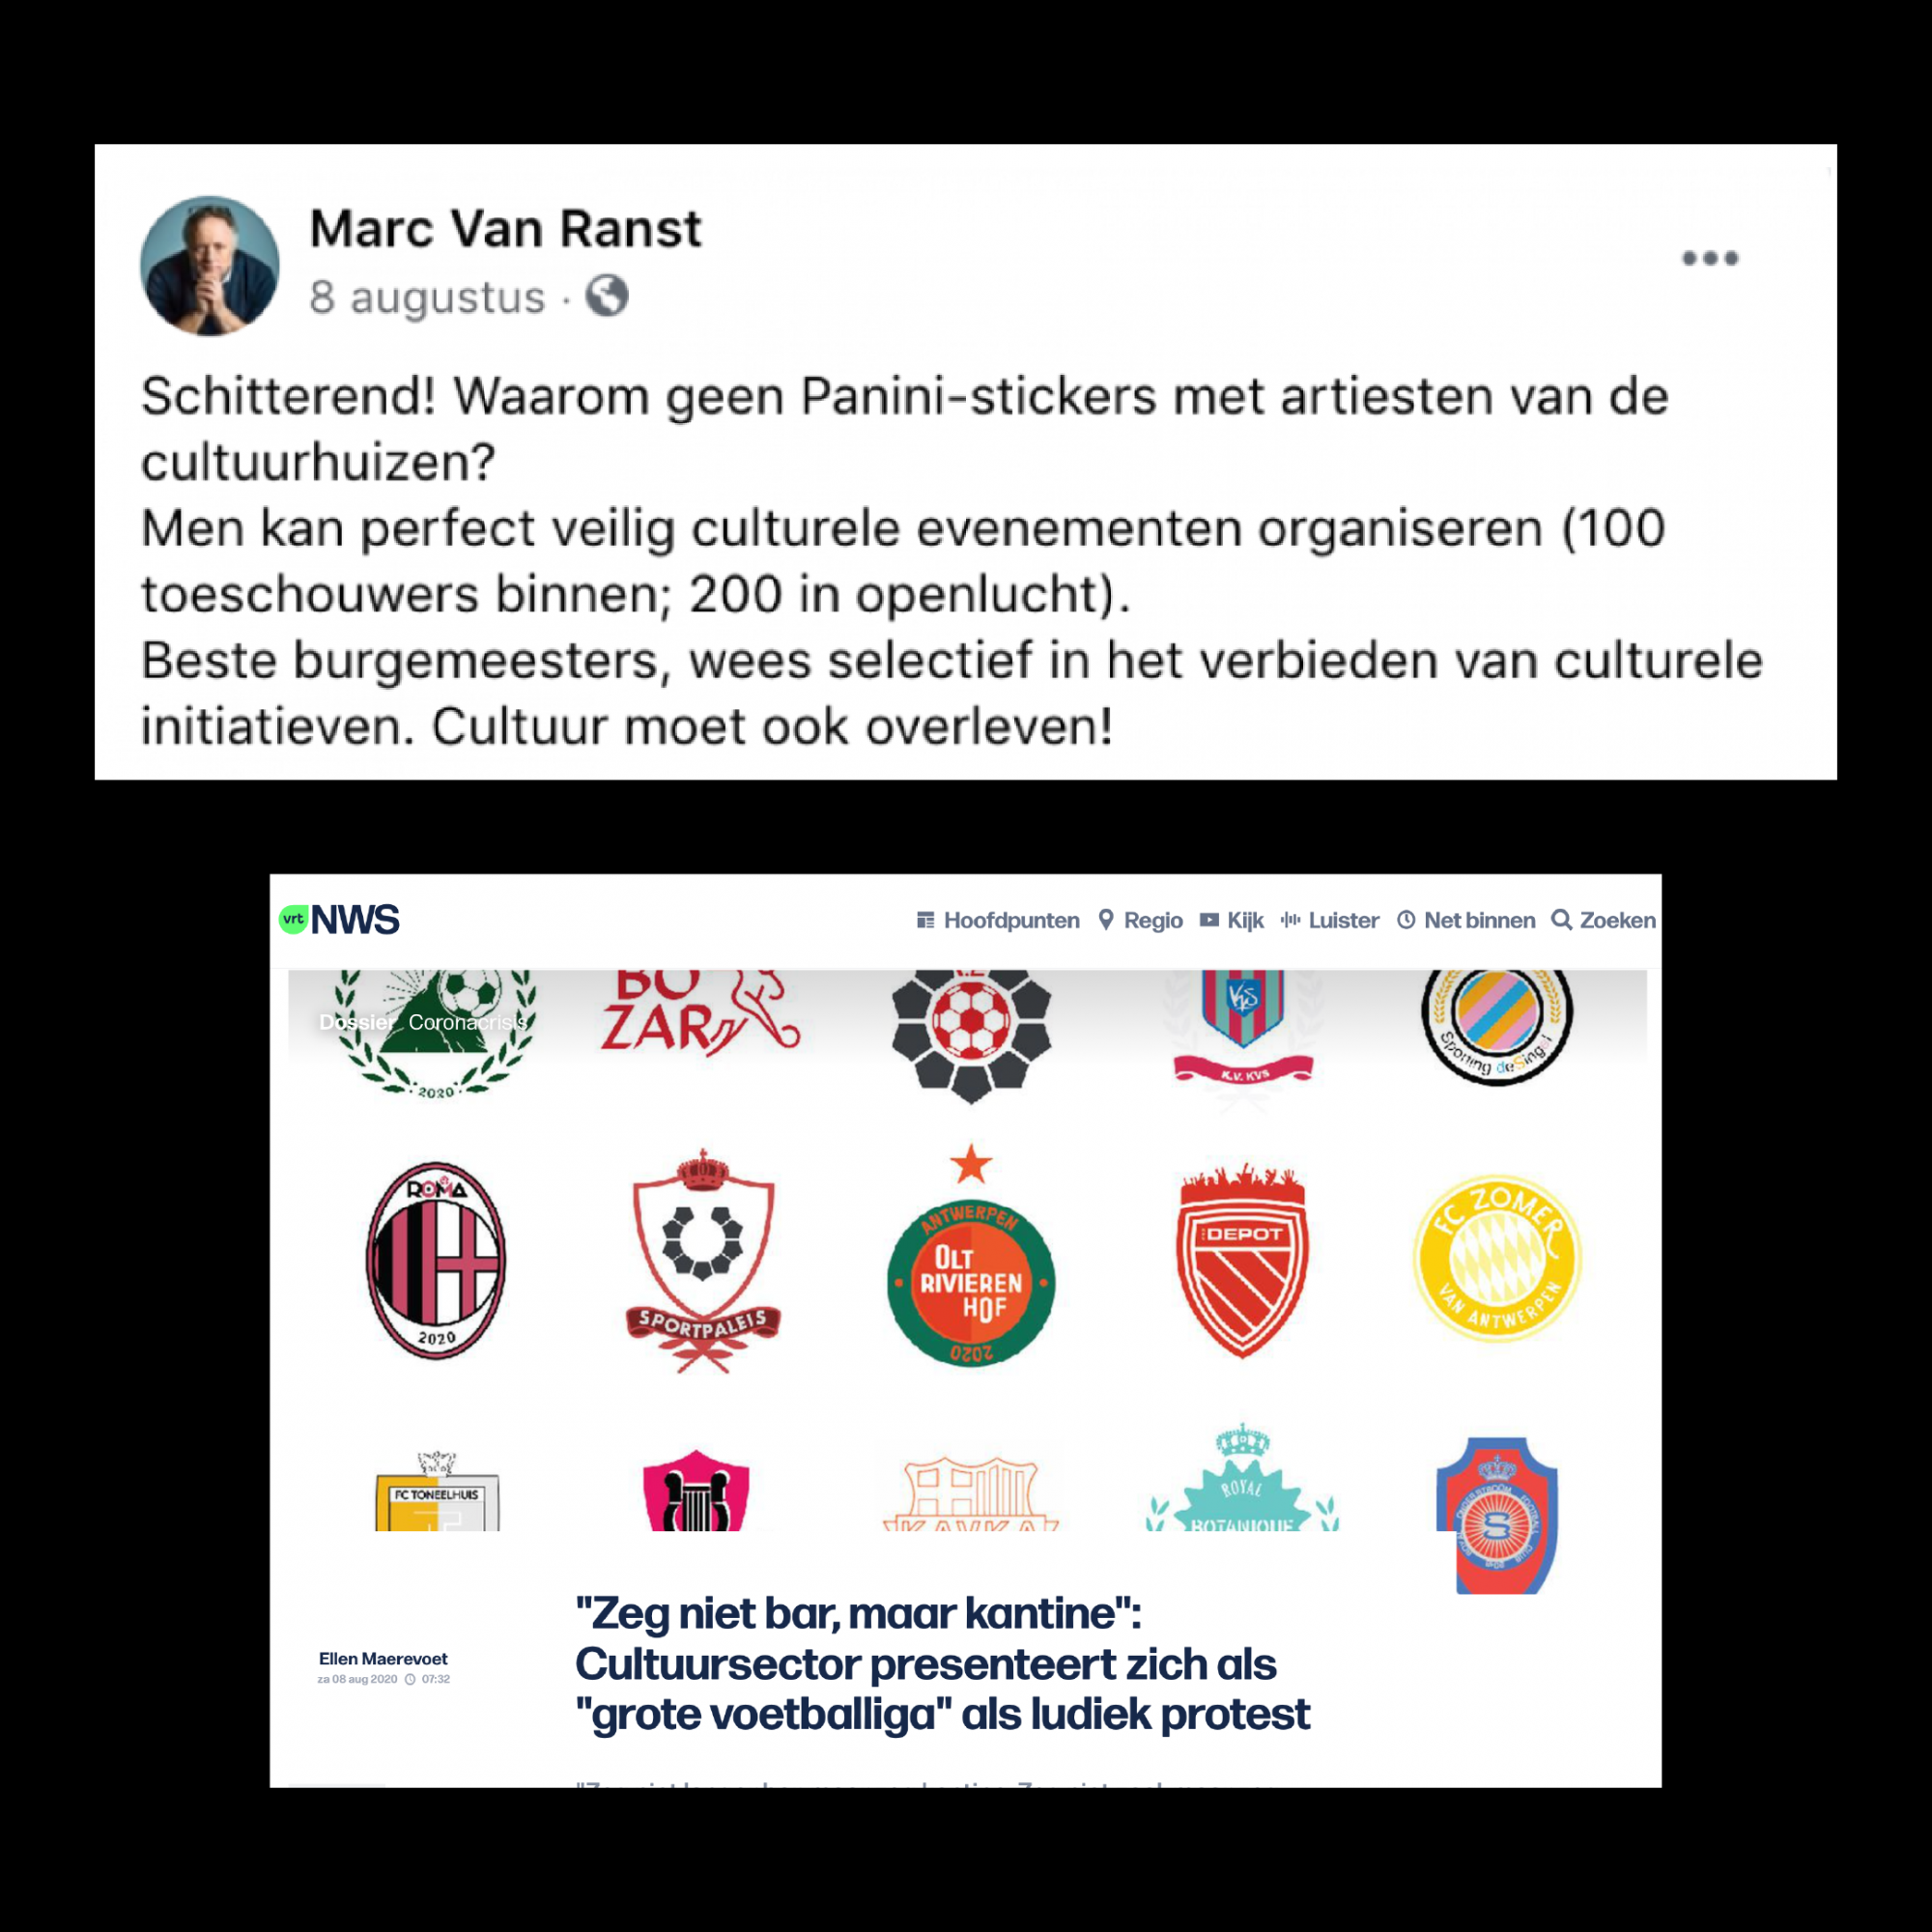 Marc Van Ranst
8 augustus ·
Schitterend! Waarom geen Panini-stickers met artiesten van de
cultuurhuizen?
Men kan perfect veilig culturele evenementen organiseren (100
toeschouwers binnen; 200 in openlucht).
Beste burgemeesters, wees selectief in het verbieden van culturele
initiatieven. Cultuur moet ook overleven!
vrt NWS
Hoofdpunten Regio Kijk Luister Net binnen Zoeken
Dossier Coronacrisis
2020
BO
ZAR
KVS
K.V. KVS
Sporting deSingel
ROMA
2020
SPORTPALEIS
ANTWERPEN
OLT
RIVIEREN
HOF
2020
DEPOT
FC ZOMER
VAN ANTWERPEN
FC TONEELHUIS
KAVKA
ROYAL
BOTANIQUE
"Zeg niet bar, maar kantine":
Cultuursector presenteert zich als
"grote voetballiga" als ludiek protest
Ellen Maerevoet
za 08 aug 2020 07:32